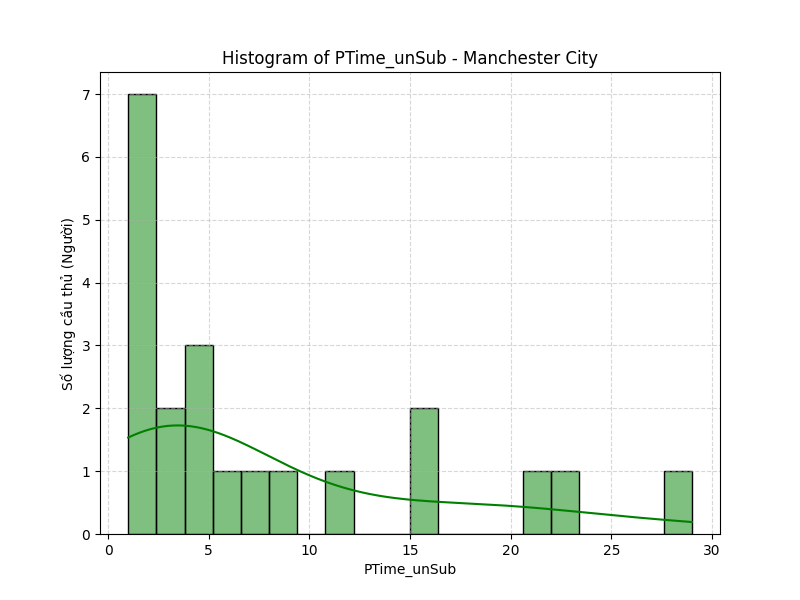 Histogram of PTime_unSub - Manchester City
Số lượng cầu thủ (Người)
7
6
5
4
3
2
1
0
0 5 10 15 20 25 30
PTime_unSub